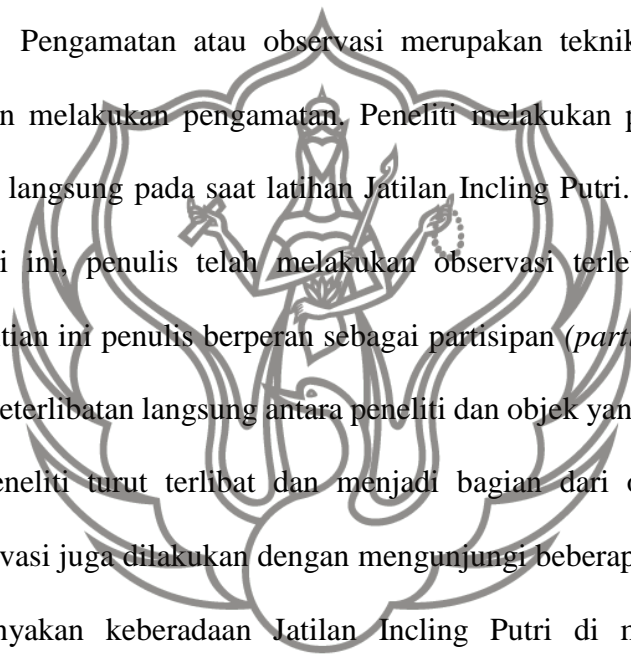 Pengamatan atau observasi merupakan teknik
n melakukan pengamatan. Peneliti melakukan p
langsung pada saat latihan Jatilan Incling Putri.
i ini, penulis telah melakukan observasi terle
tian ini penulis berperan sebagai partisipan (part
eterlibatan langsung antara peneliti dan objek yan
eneliti turut terlibat dan menjadi bagian dari o
vasi juga dilakukan dengan mengunjungi beberap
nyakan keberadaan Jatilan Incling Putri di m